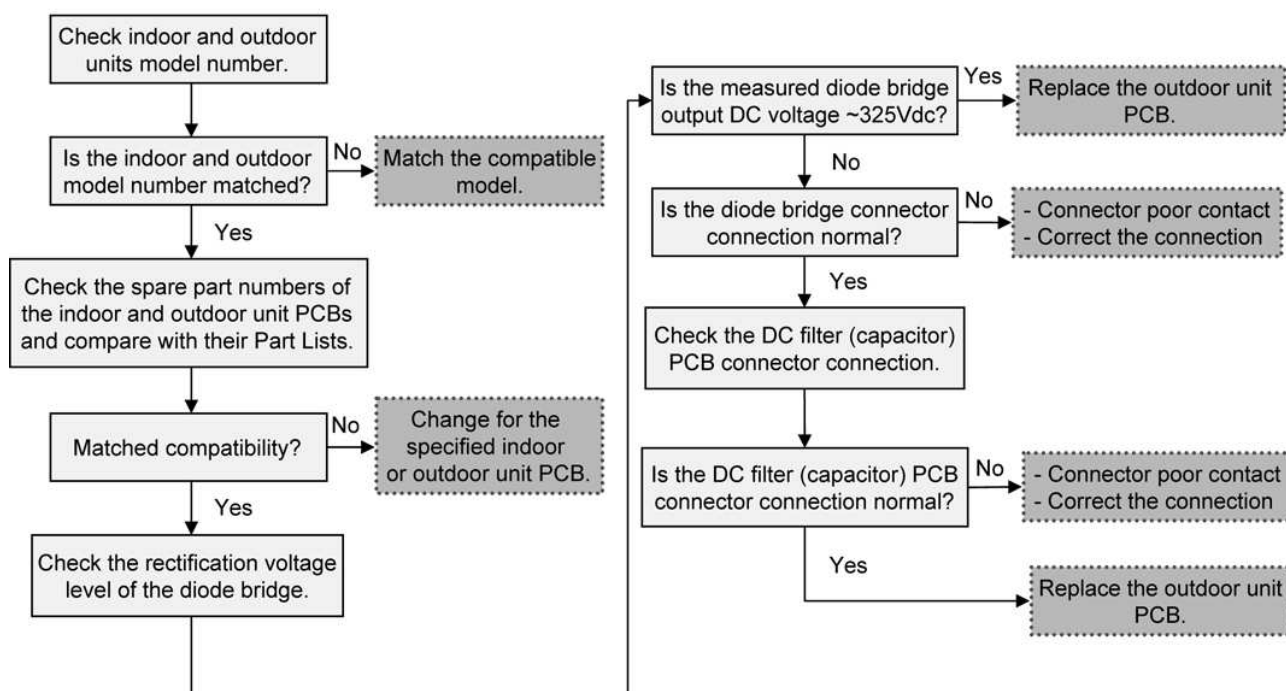 Check indoor and outdoor
units model number.
Is the indoor and outdoor
model number matched?
No
Match the compatible
model.
Yes
Check the spare part numbers of
the indoor and outdoor unit PCBs
and compare with their Part Lists.
Matched compatibility?
No
Change for the
specified indoor
or outdoor unit PCB.
Yes
Check the rectification voltage
level of the diode bridge.
Is the measured diode bridge
output DC voltage ~325Vdc?
Yes
Replace the outdoor unit
PCB.
No
Is the diode bridge connector
connection normal?
No
- Connector poor contact
- Correct the connection
Yes
Check the DC filter (capacitor)
PCB connector connection.
Is the DC filter (capacitor) PCB
connector connection normal?
No
- Connector poor contact
- Correct the connection
Yes
Replace the outdoor unit
PCB.